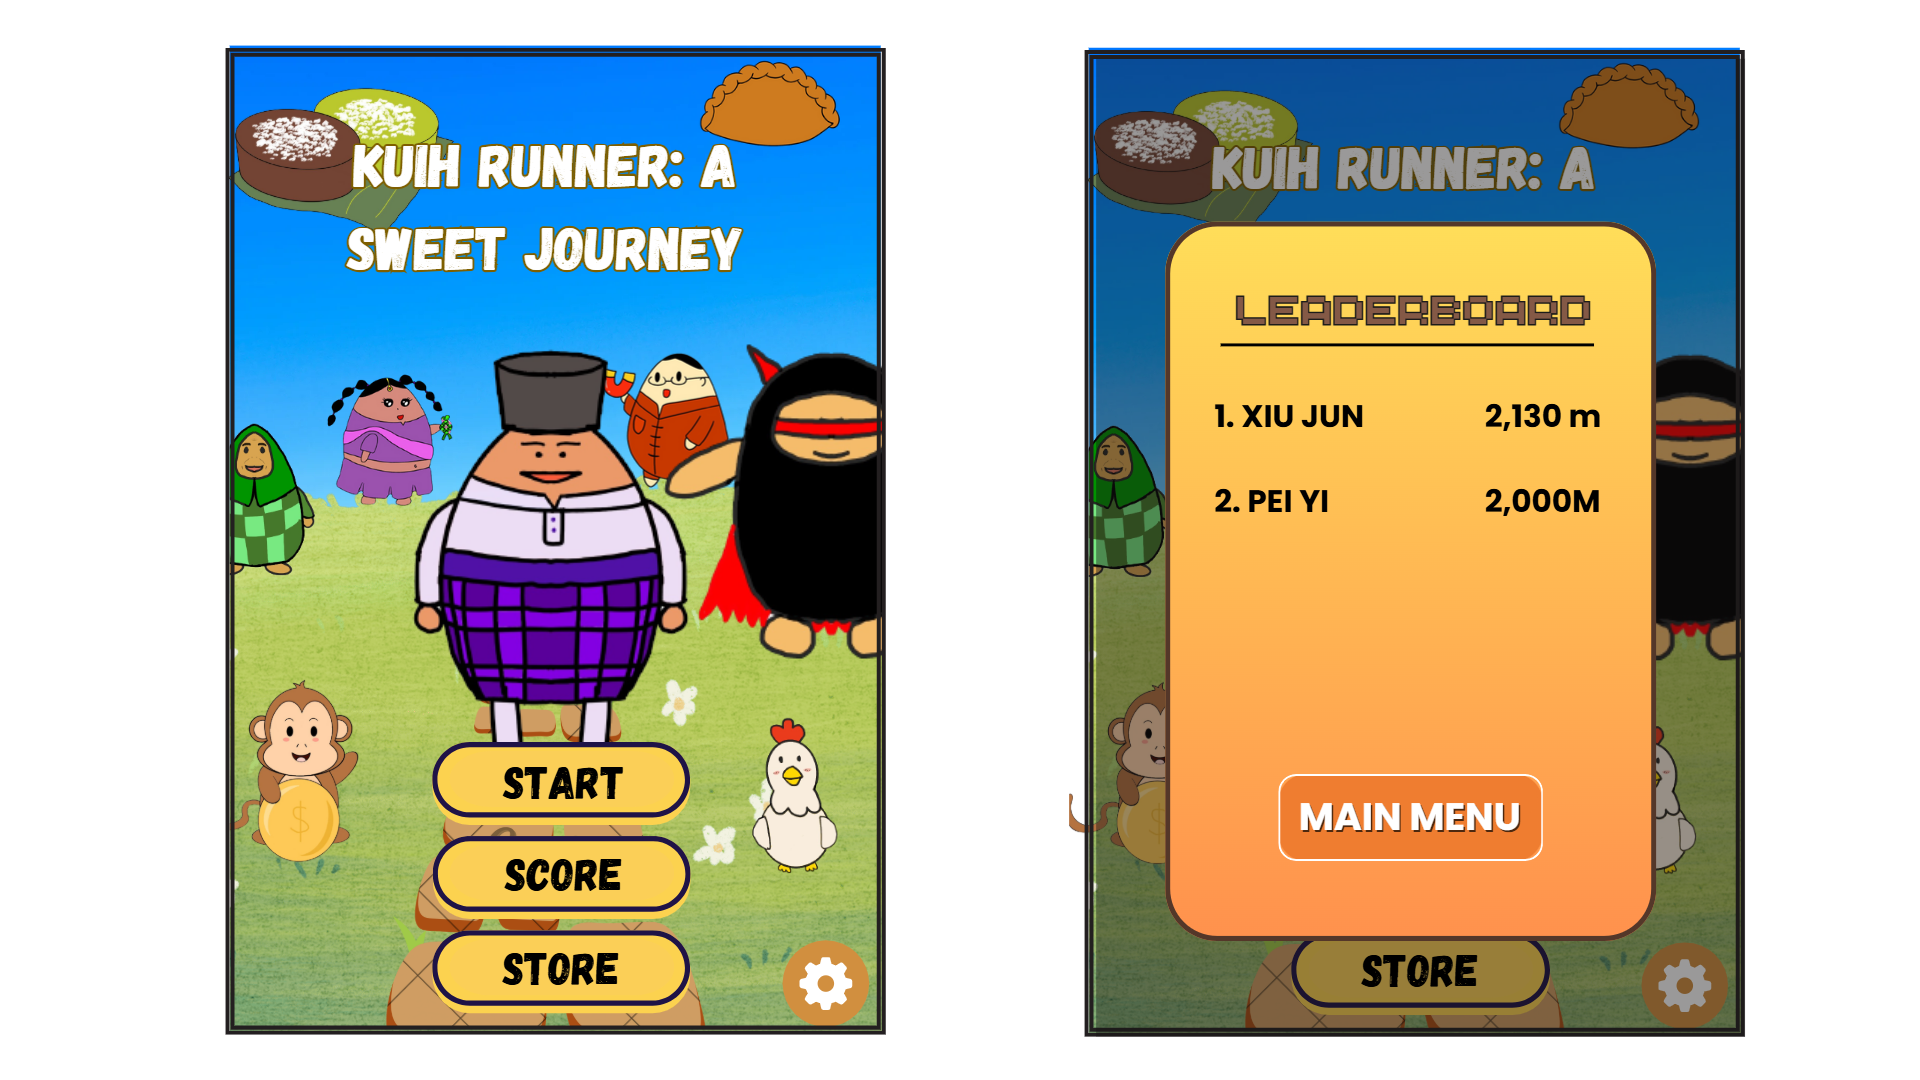 KUIH RUNNER: A
SWEET JOURNEY
START
SCORE
STORE
$
KUIH RUNNER: A
LEADERBOARD
1. XIU JUN 2,130 m
2. PEI YI 2,000M
MAIN MENU
STORE
$